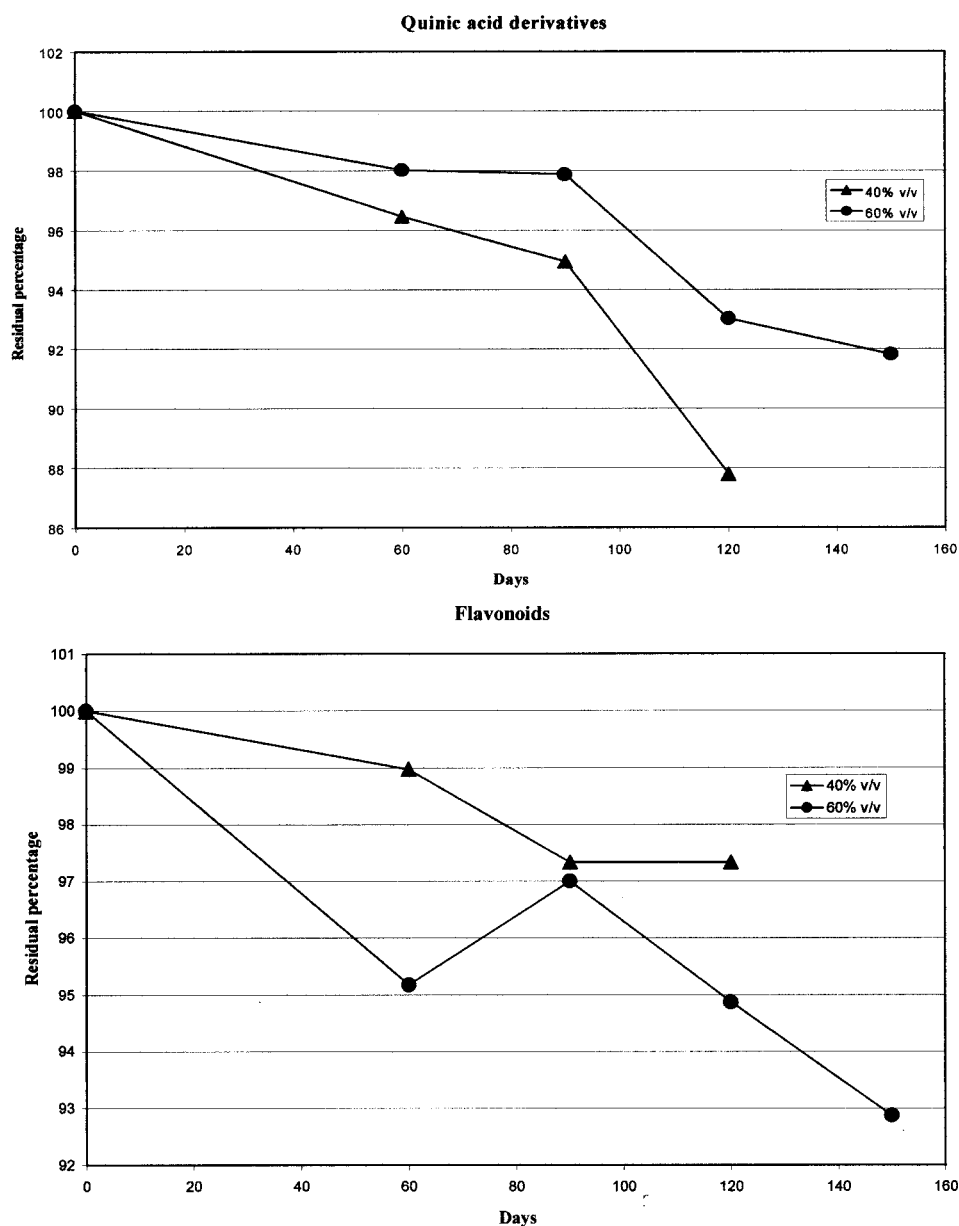 Quinic acid derivatives
102
100
98
96
94
92
90
88
86
Residual percentage
40% v/v
60% v/v
0 20 40 60 80 100 120 140 160
Days
Flavonoids
101
100
99
98
97
96
95
94
93
92
Residual percentage
40% v/v
60% v/v
0 20 40 60 80 100 120 140 160
Days